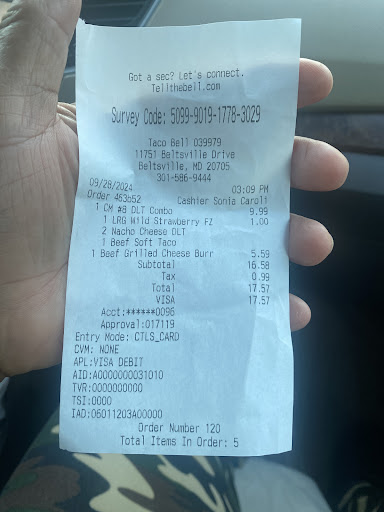 Got a sec? Let's connect.
Tellthebell.com
Survey Code: 5099-9019-1778-3029
Taco Bell 039979
11751 Beltsville Drive
Beltsville, MD 20705
301-586-9444
09/28/2024 03:09 PM
Order 463b52 Cashier Sonia Caroli
1 CM #8 DLT Combo 9.99
1 LRG Wild Strawberry FZ 1.00
2 Nacho Cheese DLT
1 Beef Soft Taco
1 Beef Grilled Cheese Burr 5.59
Subtotal 16.58
Tax 0.99
Total 17.57
VISA 17.57
Acct:******0096
Approval:017119
Entry Mode: CTLS_CARD
CVM: NONE
APL:VISA DEBIT
AID:A0000000031010
TVR:0000000000
TSI:0000
IAD:06011203A00000
Order Number 120
Total Items In Order: 5